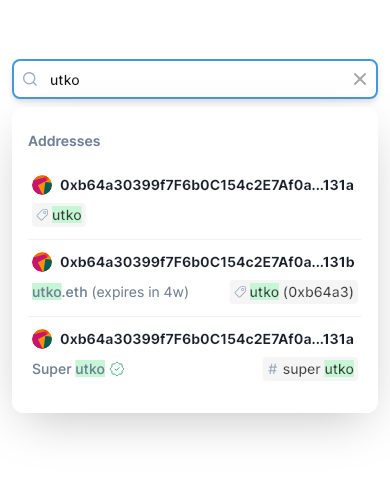 utko
Addresses
0xb64a30399f7F6b0C154c2E7Af0a...131a
utko
0xb64a30399f7F6b0C154c2E7Af0a...131b
utko.eth (expires in 4w) utko (0xb64a3)
0xb64a30399f7F6b0C154c2E7Af0a...131a
Super utko # super utko